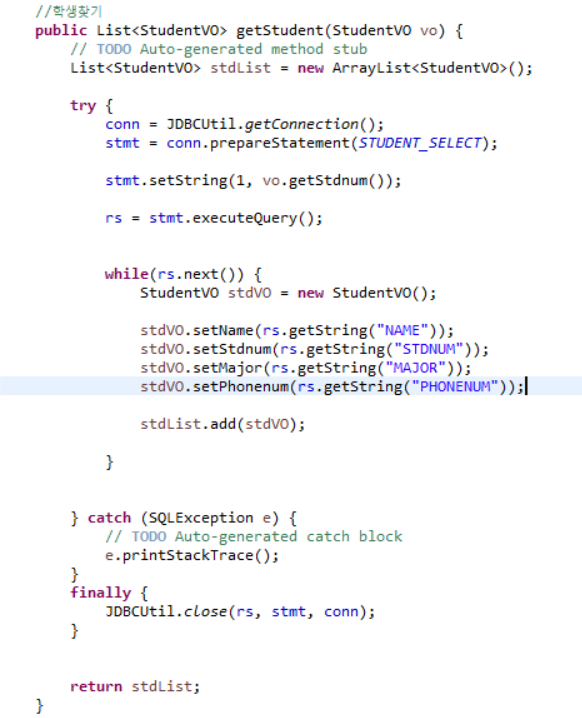 //학생찾기
public List<StudentVO> getStudent(StudentVO vo) {
// TODO Auto-generated method stub
List<StudentVO> stdList = new ArrayList<StudentVO>();
try {
conn = JDBCUtil.getConnection();
stmt = conn.prepareStatement(STUDENT_SELECT);
stmt.setString(1, vo.getStdnum());
rs = stmt.executeQuery();
while(rs.next()) {
StudentVO stdVO = new StudentVO();
stdVO.setName(rs.getString("NAME"));
stdVO.setStdnum(rs.getString("STDNUM"));
stdVO.setMajor(rs.getString("MAJOR"));
stdVO.setPhonenum(rs.getString("PHONENUM"));
stdList.add(stdVO);
}
} catch (SQLException e) {
// TODO Auto-generated catch block
e.printStackTrace();
}
finally {
JDBCUtil.close(rs, stmt, conn);
}
return stdList;
}